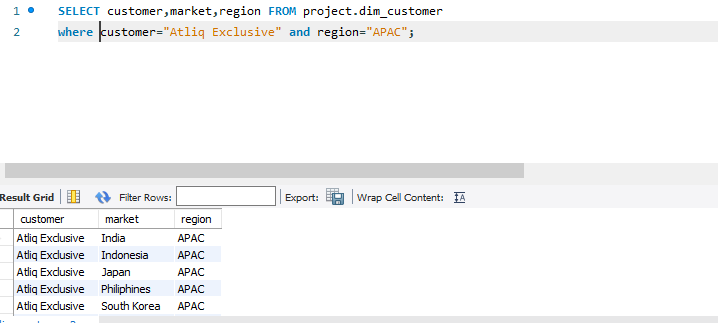 1 SELECT customer,market,region FROM project.dim_customer
2 where customer="Atliq Exclusive" and region="APAC";
Result Grid Filter Rows: Export: Wrap Cell Content: IA
customer market region
Atliq Exclusive India APAC
Atliq Exclusive Indonesia APAC
Atliq Exclusive Japan APAC
Atliq Exclusive Philiphines APAC
Atliq Exclusive South Korea APAC